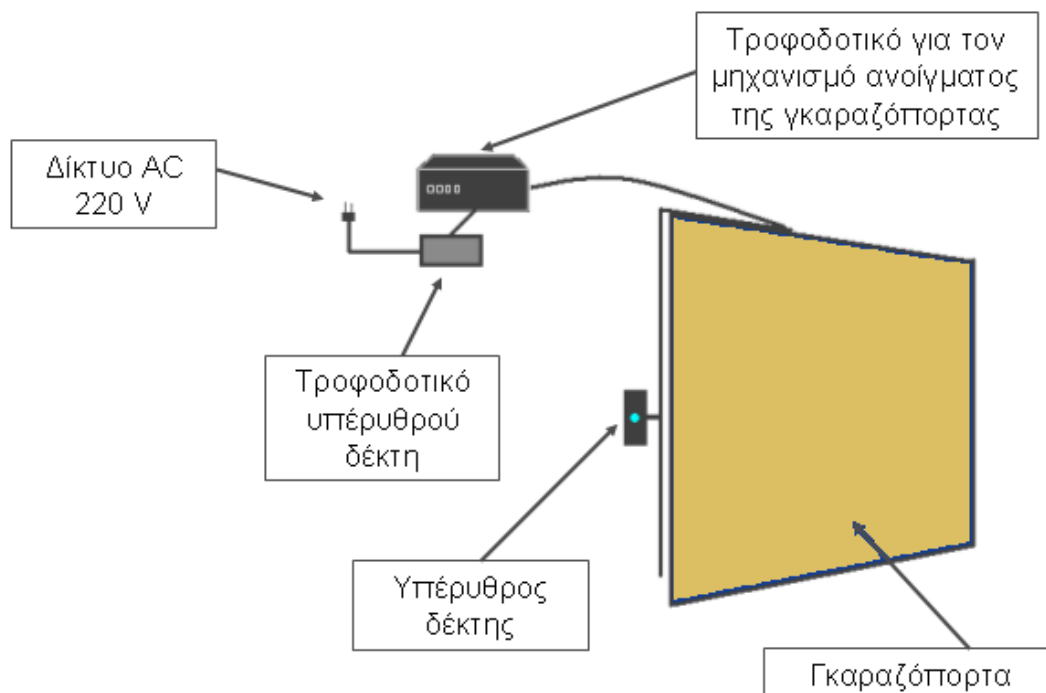 Τροφοδοτικό για τον
μηχανισμό ανοίγματος
της γκαραζόπορτας
Δίκτυο AC
220 V
Τροφοδοτικό
υπέρυθρού
δέκτη
Υπέρυθρος
δέκτης
Γκαραζόπορτα